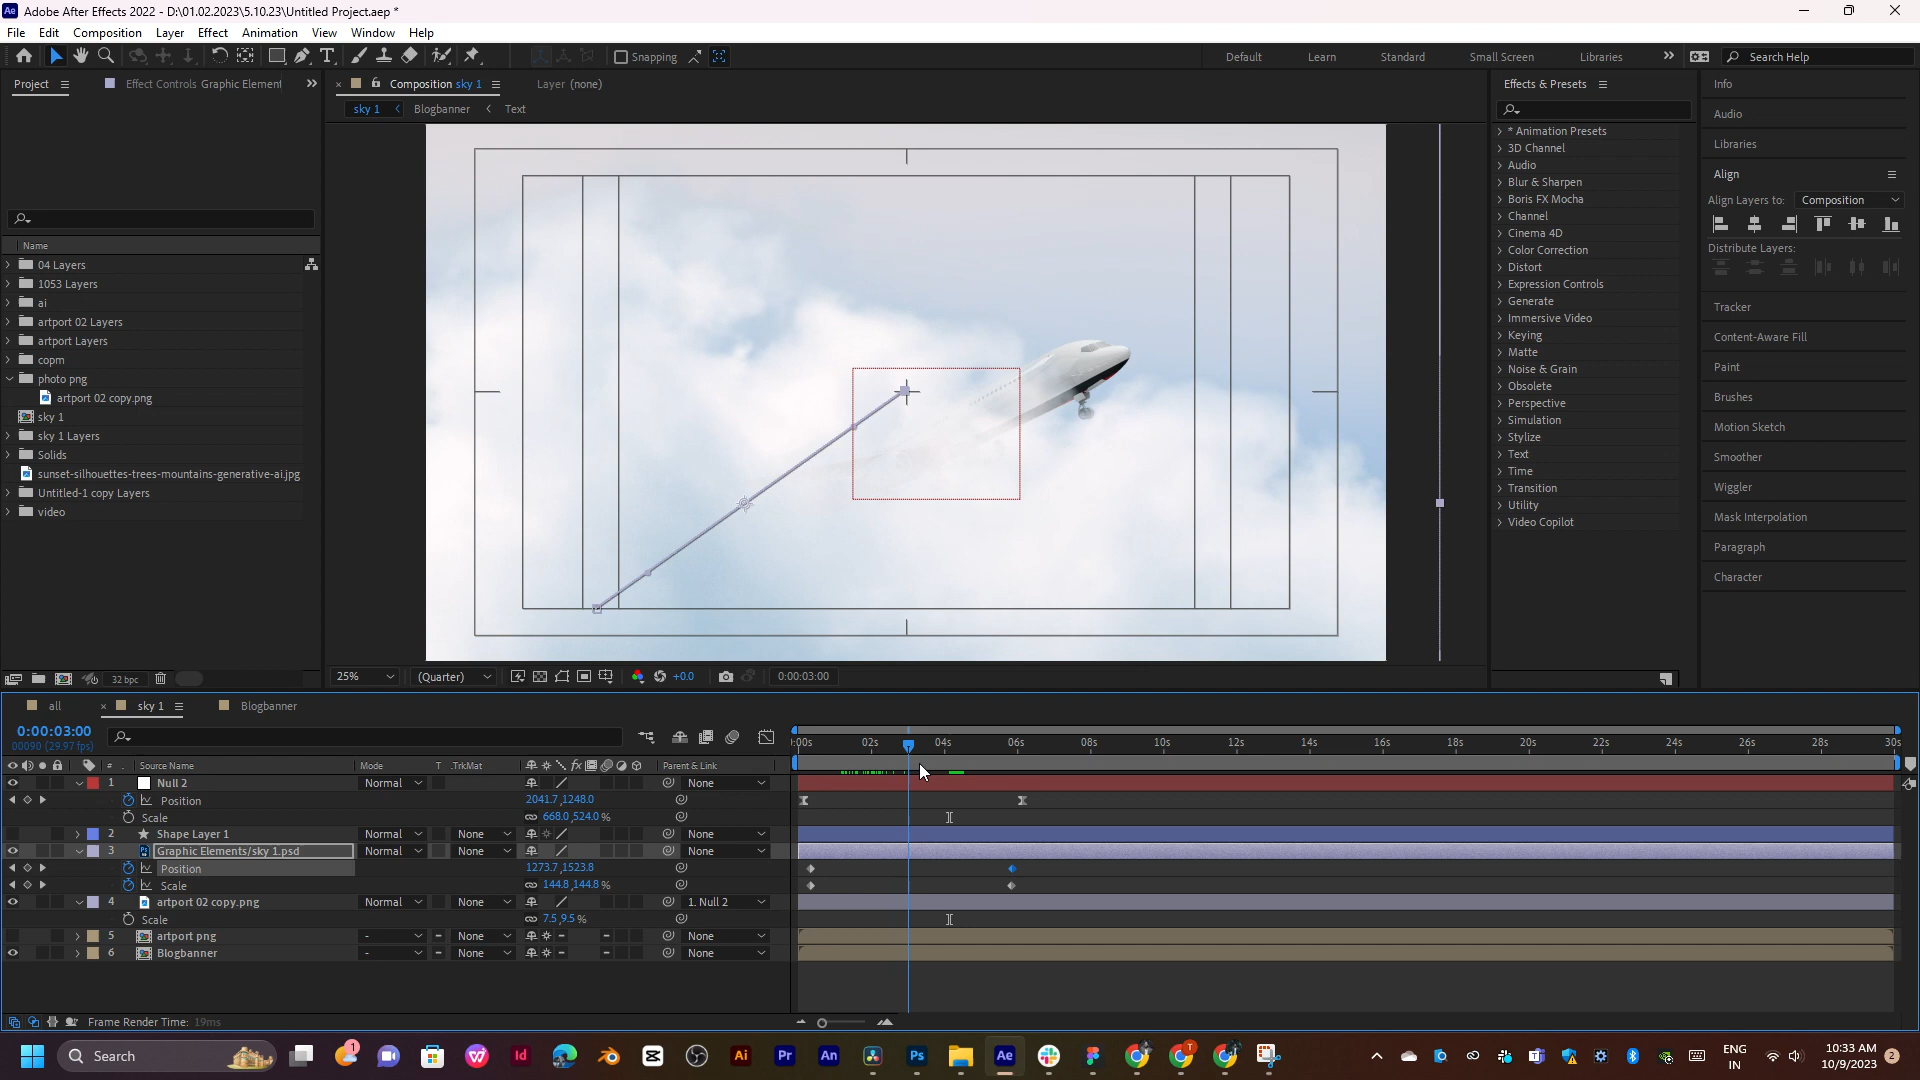 Adobe After Effects 2022 - D:\01.02.2023\5.10.23\Untitled Project.aep *
File Edit Composition Layer Effect Animation View Window Help
Snapping Default Learn Standard Small Screen Libraries Search Help
Project Effect Controls Graphic Element Composition sky 1 Layer (none) Effects & Presets Info
sky 1 Blogbanner Text
Audio
Libraries
Align
Align Layers to: Composition
Distribute Layers:
Tracker
Content-Aware Fill
Paint
Brushes
Motion Sketch
Smoother
Wiggler
Mask Interpolation
Paragraph
Character
* Animation Presets
3D Channel
Audio
Blur & Sharpen
Boris FX Mocha
Channel
Cinema 4D
Color Correction
Distort
Expression Controls
Generate
Immersive Video
Keying
Matte
Noise & Grain
Obsolete
Perspective
Simulation
Stylize
Text
Time
Transition
Utility
Video Copilot
Name
04 Layers
1053 Layers
ai
artport 02 Layers
artport Layers
copm
photo png
artport 02 copy.png
sky 1
sky 1 Layers
Solids
sunset-silhouettes-trees-mountains-generative-ai.jpg
Untitled-1 copy Layers
video
32 bpc
25% (Quarter) +0.0 0:00:03:00
all sky 1 Blogbanner
0:00:03:00
00090 (29.97 fps)
:00s 02s 04s 06s 08s 10s 12s 14s 16s 18s 20s 22s 24s 26s 28s 30s
# Source Name Mode T .TrkMat fx Parent & Link
1 Null 2 Normal None
Position 2041.7,1248.0
Scale 668.0,524.0 %
2 Shape Layer 1 Normal None None
3 Graphic Elements/sky 1.psd Normal None None
Position 1273.7,1523.8
Scale 144.8,144.8 %
4 artport 02 copy.png Normal None 1. Null 2
Scale 7.5,9.5 %
5 artport png - None None
6 Blogbanner - None None
Frame Render Time: 19ms
Search
1
Id
Ai
Pr
An
Ps
Ae
T
ENG
IN
10:33 AM
10/9/2023
2